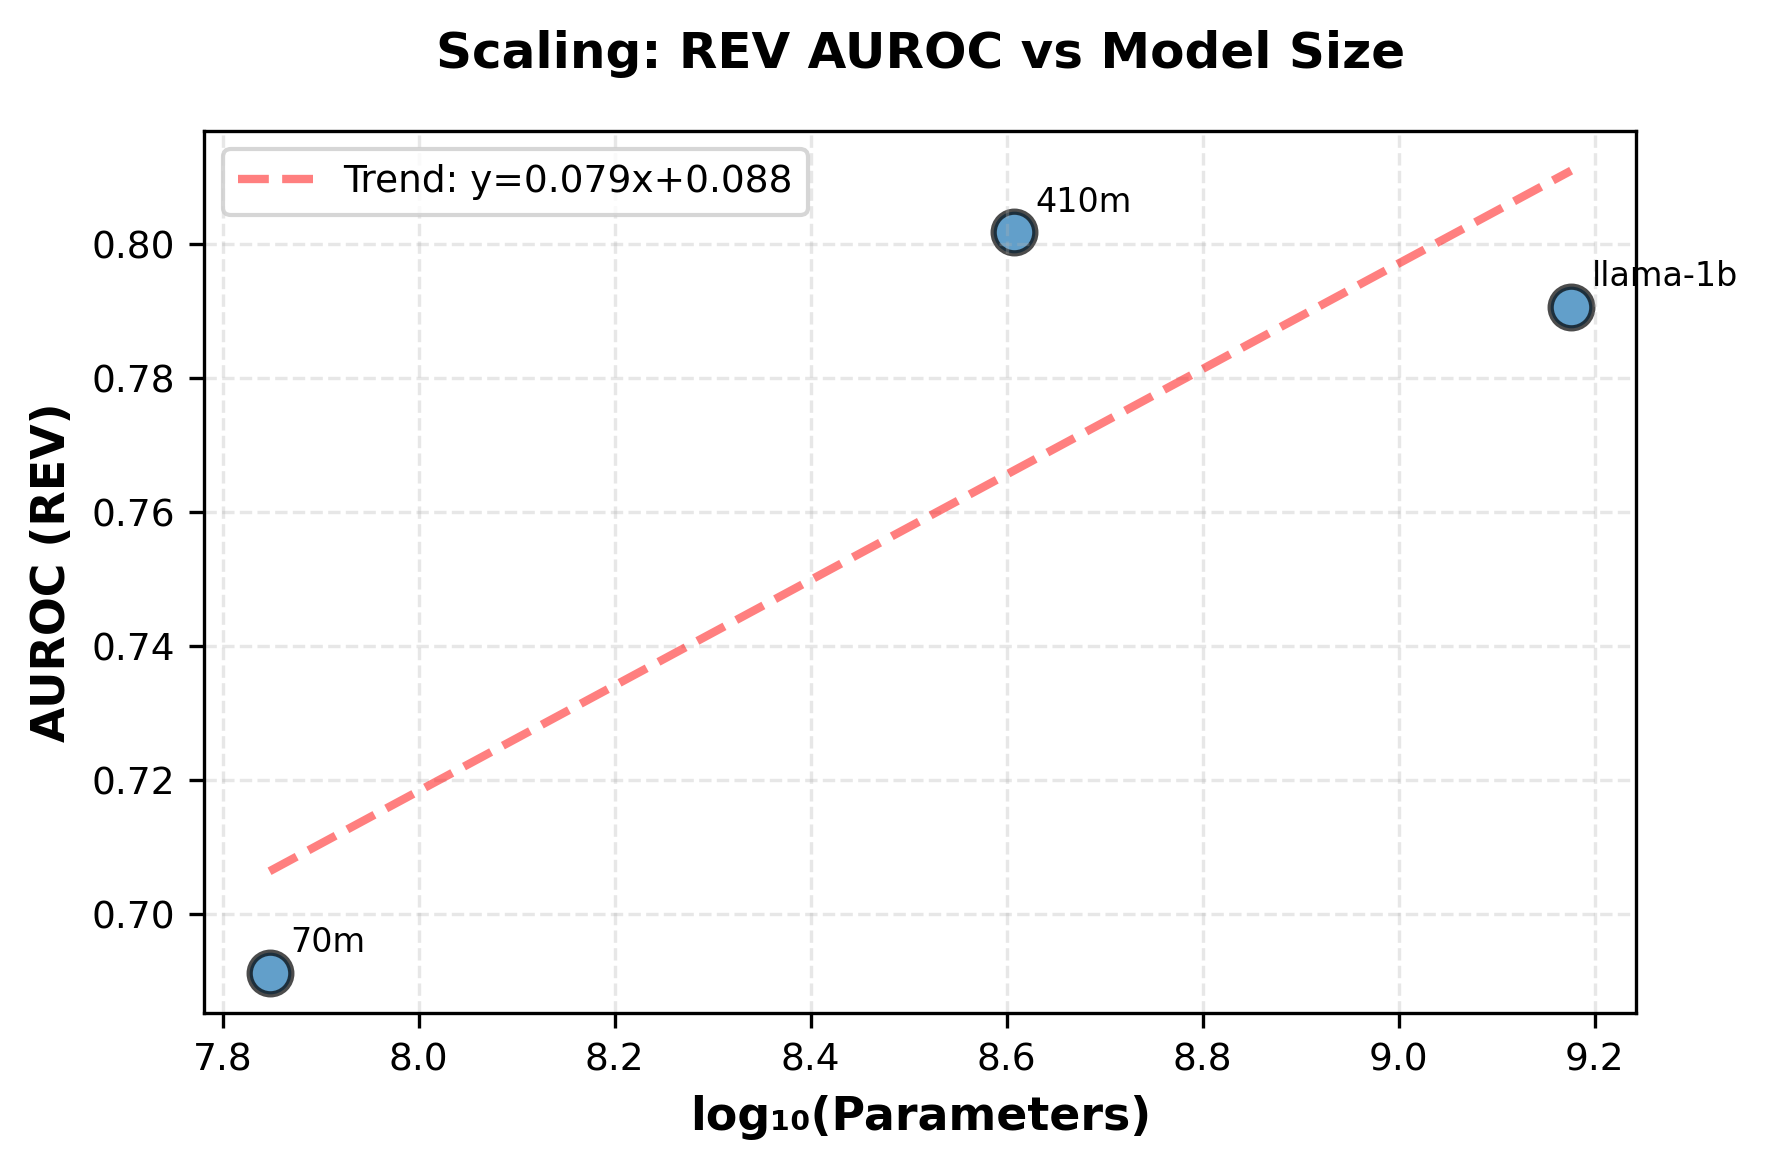 Scaling: REV AUROC vs Model Size
Trend: y=0.079x+0.088
410m
llama-1b
70m
AUROC (REV)
0.80
0.78
0.76
0.74
0.72
0.70
7.8 8.0 8.2 8.4 8.6 8.8 9.0 9.2
log₁₀(Parameters)